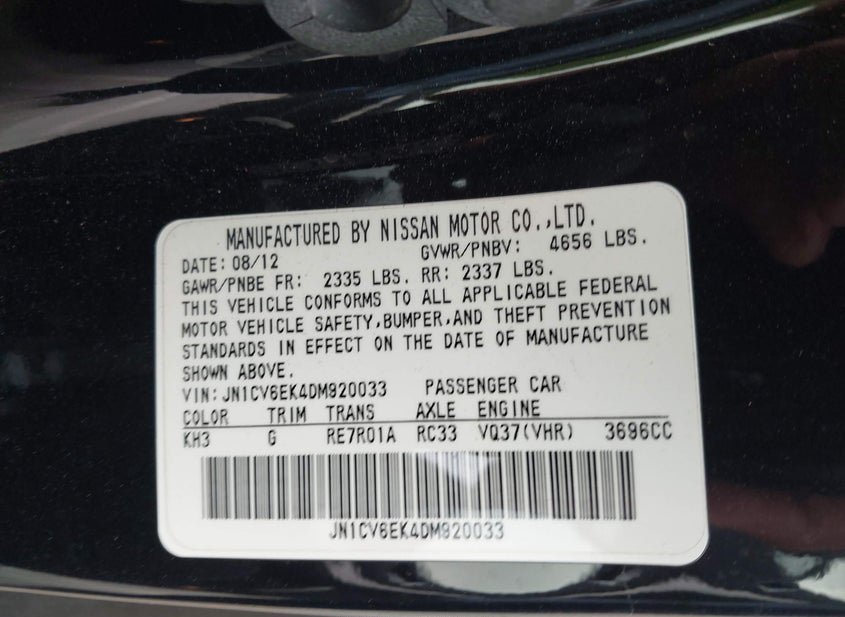 MANUFACTURED BY NISSAN MOTOR CO.,LTD.
DATE: 08/12 GVWR/PNBV: 4656 LBS.
GAWR/PNBE FR: 2335 LBS. RR: 2337 LBS.
THIS VEHICLE CONFORMS TO ALL APPLICABLE FEDERAL
MOTOR VEHICLE SAFETY,BUMPER,AND THEFT PREVENTION
STANDARDS IN EFFECT ON THE DATE OF MANUFACTURE
SHOWN ABOVE.
VIN: JN1CV6EK4DM920033 PASSENGER CAR
COLOR TRIM TRANS AXLE ENGINE
KH3 G RE7R01A RC33 VQ37(VHR) 3696CC
JN1CV6EK4DM920033